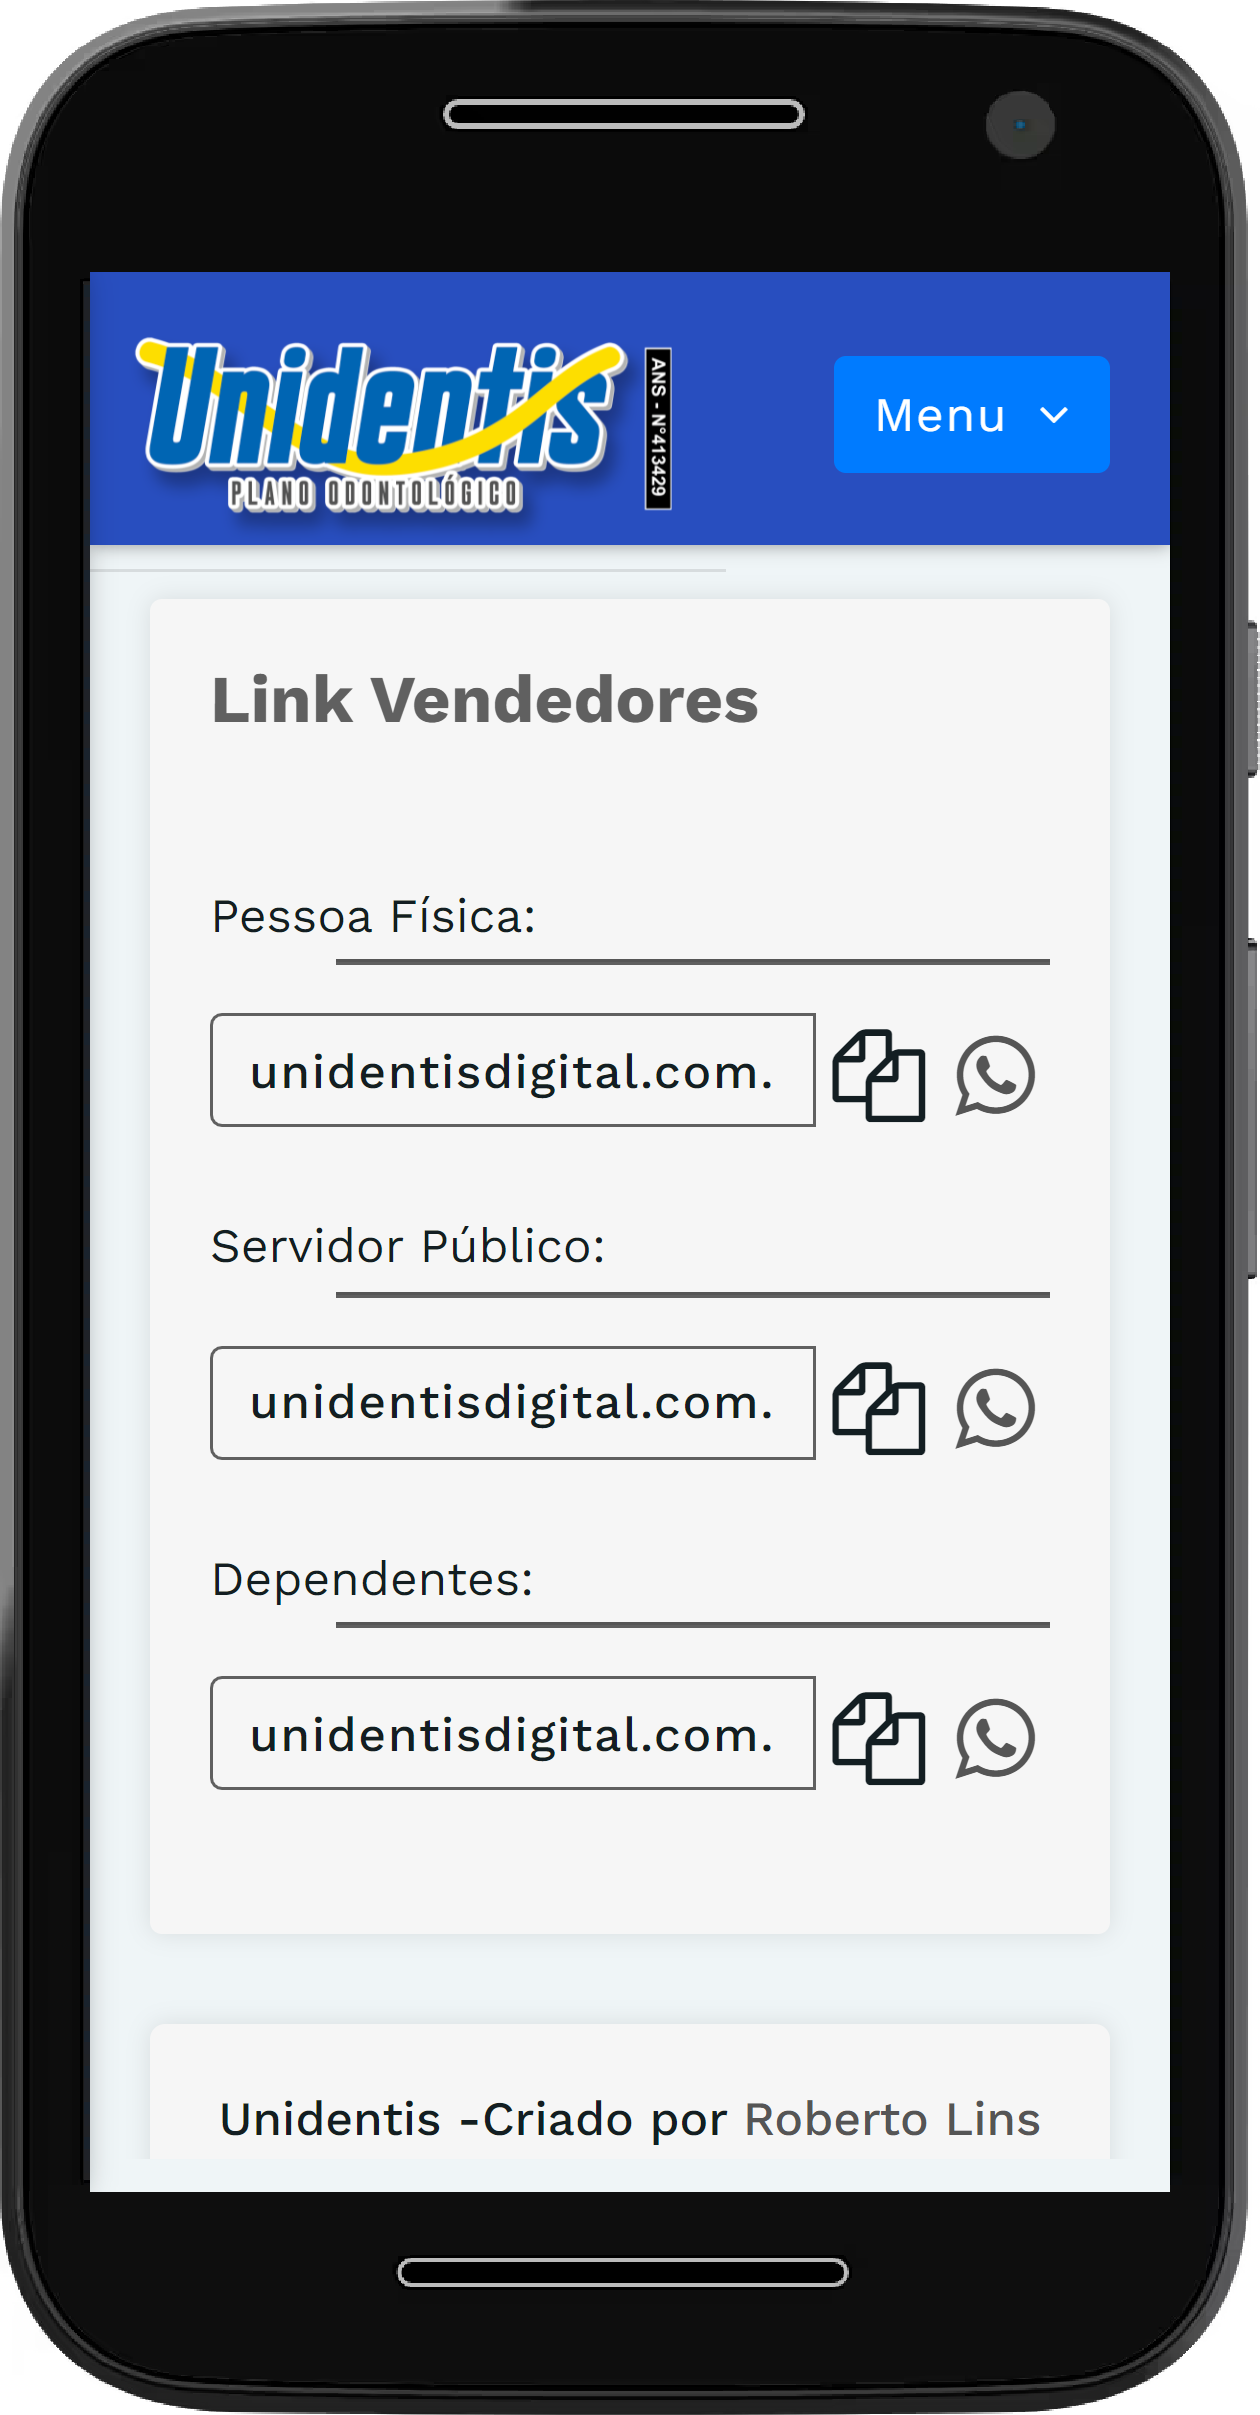 Unidentis
PLANO ODONTOLÓGICO
ANS - N°413429
Menu
Link Vendedores
Pessoa Física:
unidentisdigital.com.
Servidor Público:
unidentisdigital.com.
Dependentes:
unidentisdigital.com.
Unidentis -Criado por Roberto Lins